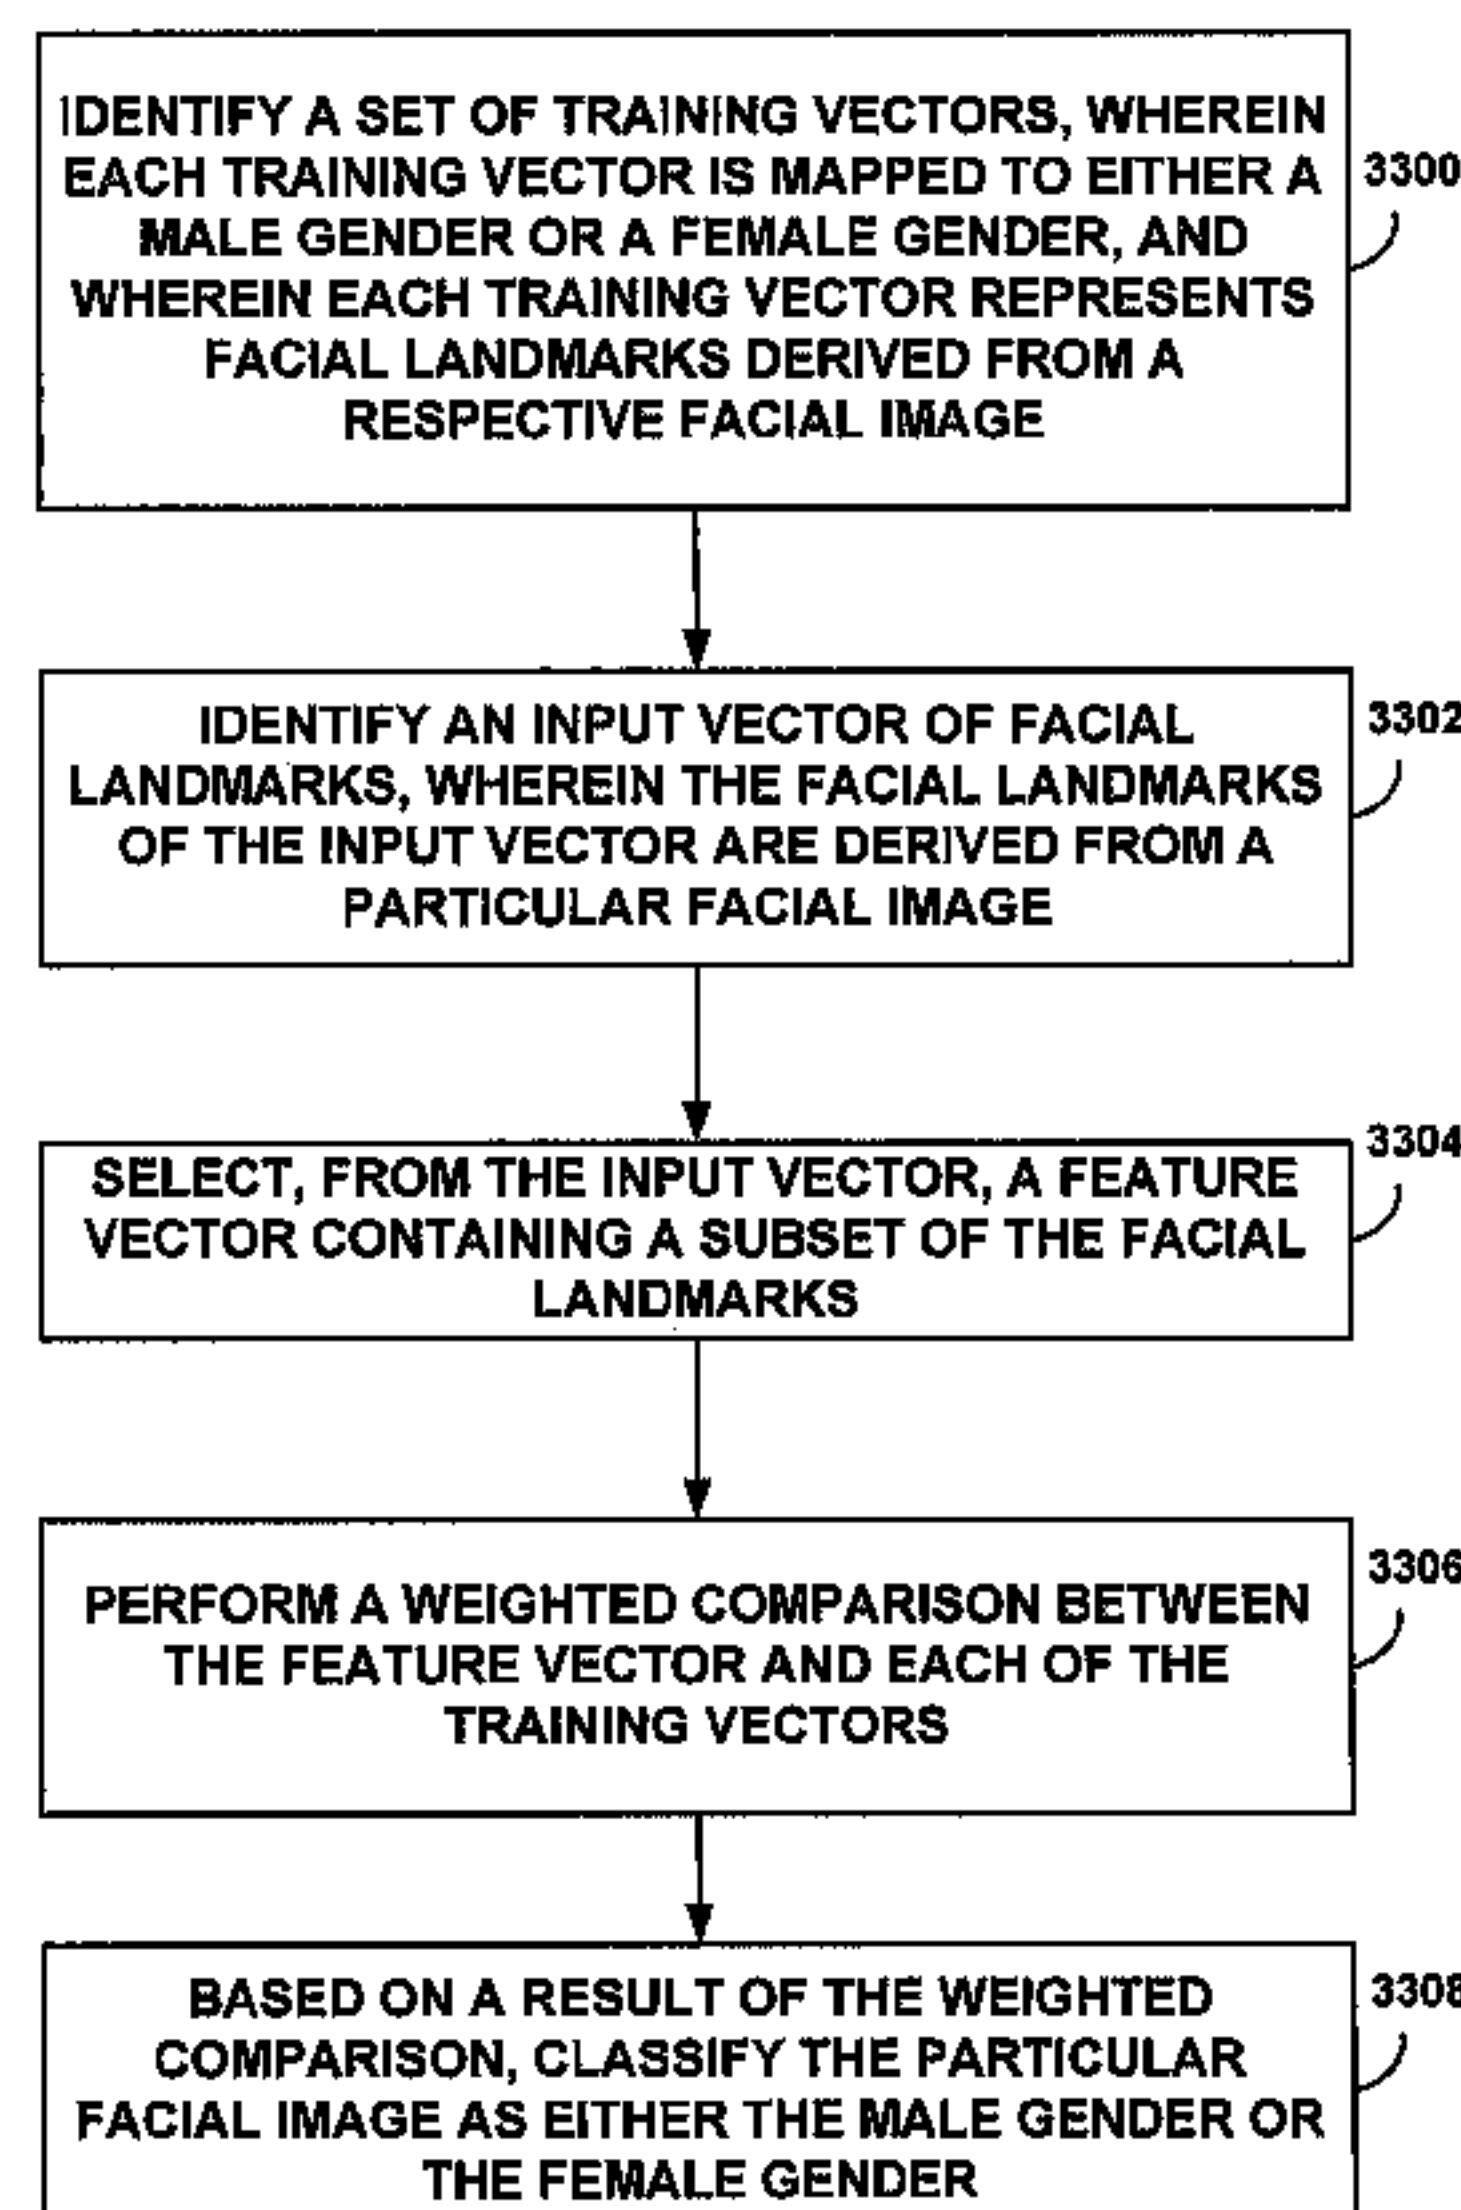 IDENTIFY A SET OF TRAINING VECTORS, WHEREIN
EACH TRAINING VECTOR IS MAPPED TO EITHER A
MALE GENDER OR A FEMALE GENDER, AND
WHEREIN EACH TRAINING VECTOR REPRESENTS
FACIAL LANDMARKS DERIVED FROM A
RESPECTIVE FACIAL IMAGE
3300
IDENTIFY AN INPUT VECTOR OF FACIAL
LANDMARKS, WHEREIN THE FACIAL LANDMARKS
OF THE INPUT VECTOR ARE DERIVED FROM A
PARTICULAR FACIAL IMAGE
3302
SELECT, FROM THE INPUT VECTOR, A FEATURE
VECTOR CONTAINING A SUBSET OF THE FACIAL
LANDMARKS
3304
PERFORM A WEIGHTED COMPARISON BETWEEN
THE FEATURE VECTOR AND EACH OF THE
TRAINING VECTORS
3306
BASED ON A RESULT OF THE WEIGHTED
COMPARISON, CLASSIFY THE PARTICULAR
FACIAL IMAGE AS EITHER THE MALE GENDER OR
THE FEMALE GENDER
3308